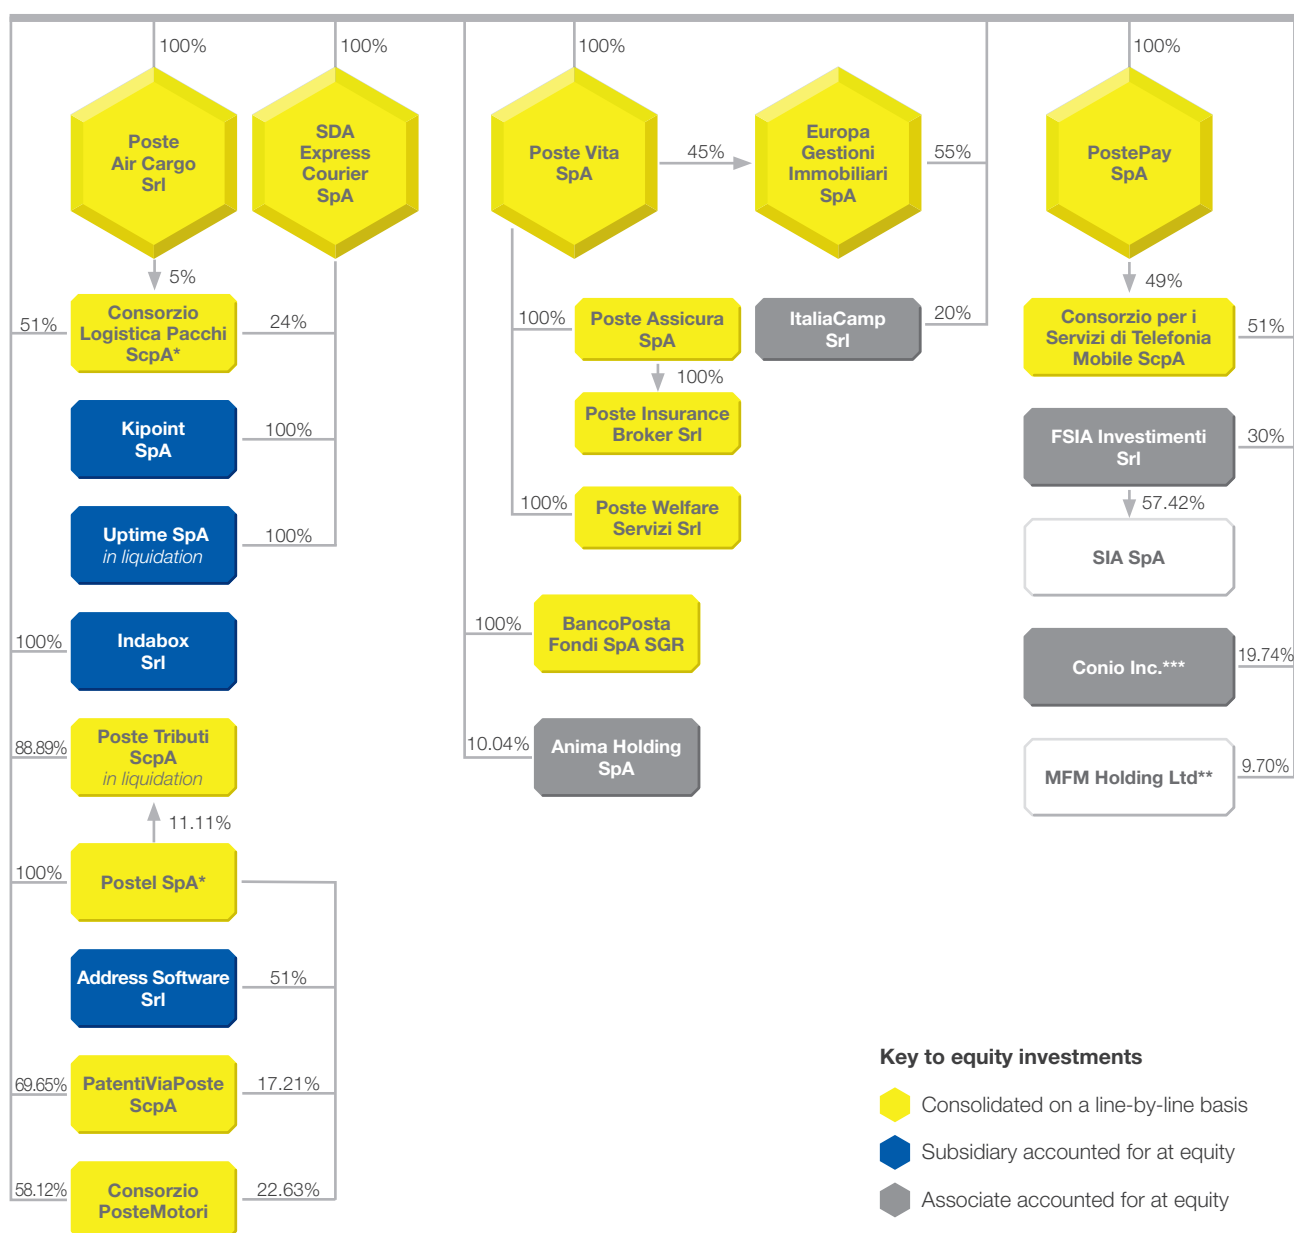 100%
100%
100%
100%
Poste
Air Cargo
Srl
SDA
Express
Courier
SpA
Poste Vita
SpA
45%
Europa
Gestioni
Immobiliari
SpA
55%
PostePay
SpA
5%
49%
51%
Consorzio
Logistica Pacchi
ScpA*
24%
100%
Poste Assicura
SpA
ItaliaCamp
Srl
20%
Consorzio per i
Servizi di Telefonia
Mobile ScpA
51%
100%
Kipoint
SpA
100%
Poste Insurance
Broker Srl
FSIA Investimenti
Srl
30%
57.42%
Uptime SpA
in liquidation
100%
100%
Poste Welfare
Servizi Srl
SIA SpA
100%
Indabox
Srl
100%
BancoPosta
Fondi SpA SGR
Conio Inc.***
19.74%
88.89%
Poste Tributi
ScpA
in liquidation
10.04%
Anima Holding
SpA
MFM Holding Ltd**
9.70%
11.11%
100%
Postel SpA*
Address Software
Srl
51%
69.65%
PatentiViaPoste
ScpA
17.21%
58.12%
Consorzio
PosteMotori
22.63%
Key to equity investments
Consolidated on a line-by-line basis
Subsidiary accounted for at equity
Associate accounted for at equity